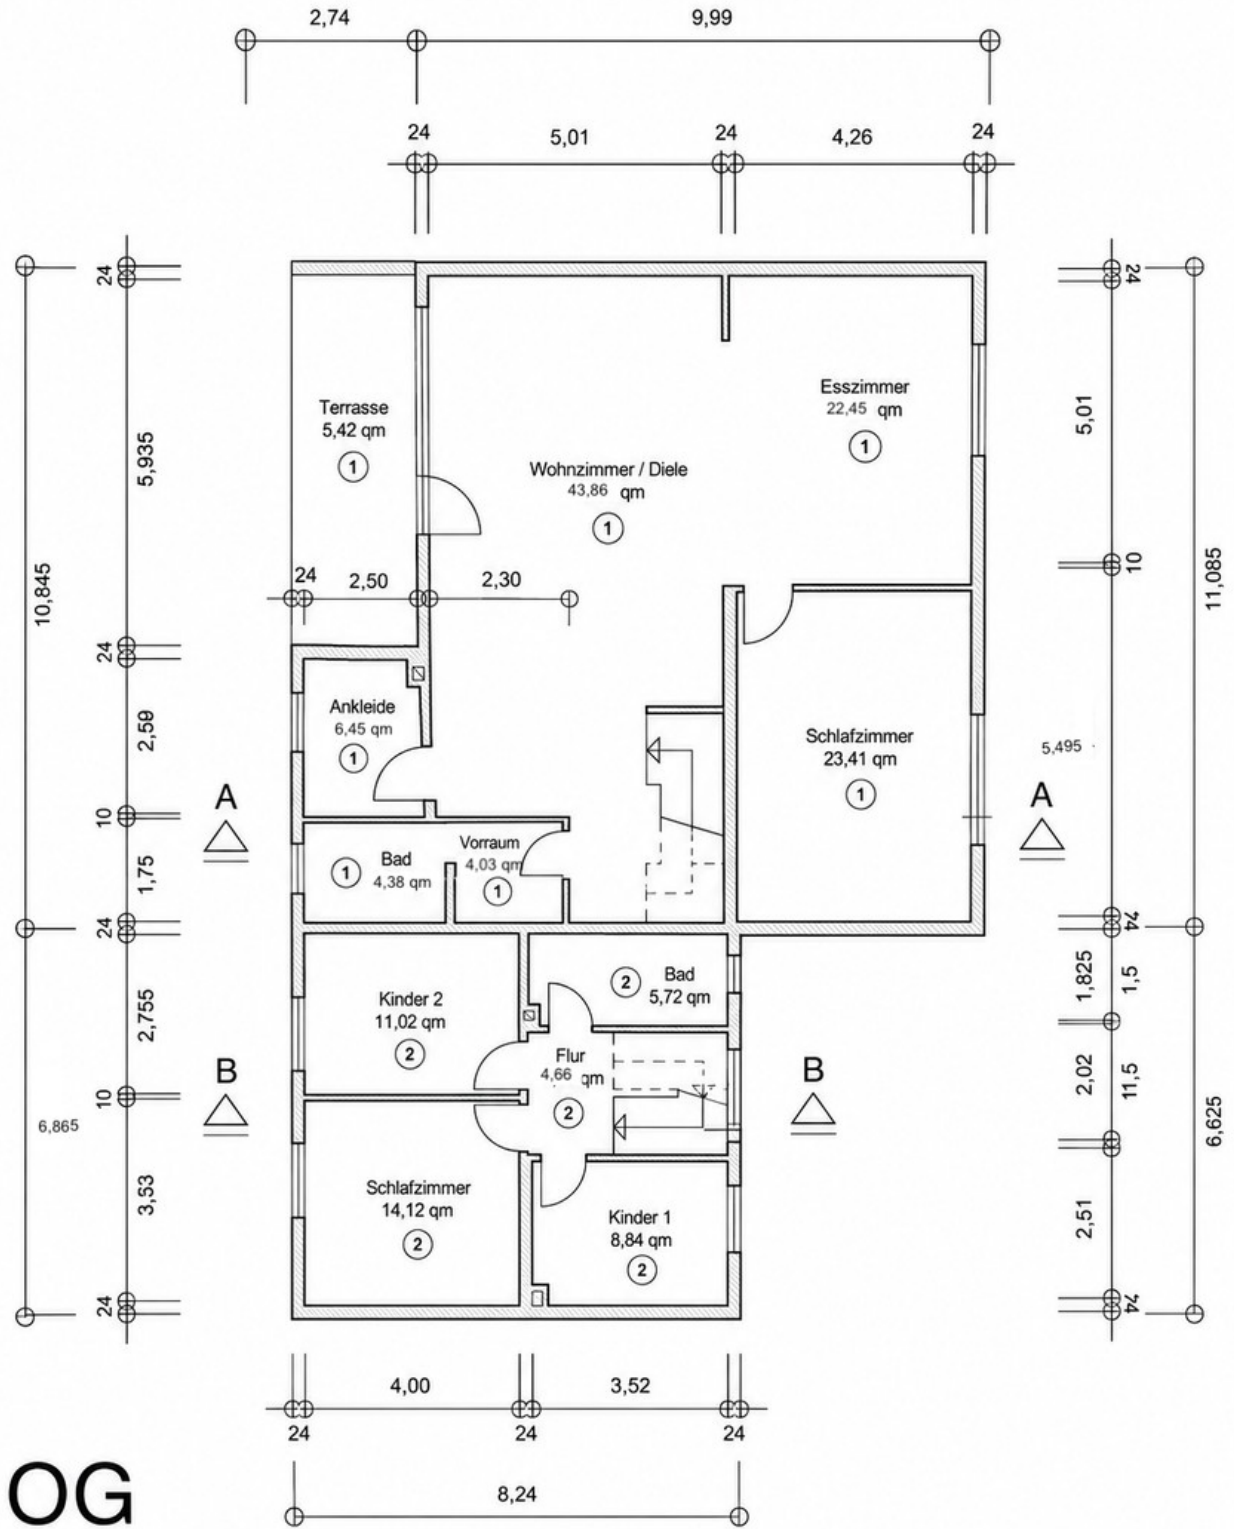 2,74
9,99
24
5,01
24
4,26
24
24
24
5,935
10,845
5,01
10
11,085
Terrasse
5,42 qm
1
Esszimmer
22,45 qm
1
Wohnzimmer / Diele
43,86 qm
1
24
2,50
2,30
24
2,59
Ankleide
6,45 qm
1
Schlafzimmer
23,41 qm
1
5,495
A
A
10
1,75
1
Bad
4,38 qm
Vorraum
4,03 qm
1
24
24
2,755
Kinder 2
11,02 qm
2
2
Bad
5,72 qm
1,825
1,5
Flur
4,66 qm
2
2,02
11,5
B
B
10
6,865
6,625
3,53
Schlafzimmer
14,12 qm
2
Kinder 1
8,84 qm
2
2,51
24
24
4,00
3,52
24
24
24
8,24
OG